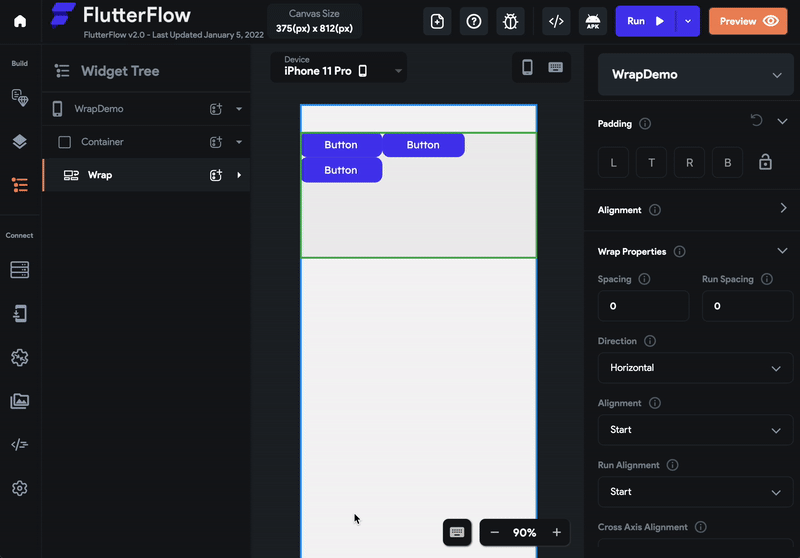 FlutterFlow
FlutterFlow v2.0 - Last Updated January 5, 2022
Canvas Size
375(px) x 812(px)
APK
Run
Preview
Build
Connect
Widget Tree
WrapDemo
Container
Wrap
Device
iPhone 11 Pro
Button
Button
Button
90%
WrapDemo
Padding
L T R B
Alignment
Wrap Properties
Spacing
Run Spacing
0
0
Direction
Horizontal
Alignment
Start
Run Alignment
Start
Cross Axis Alignment